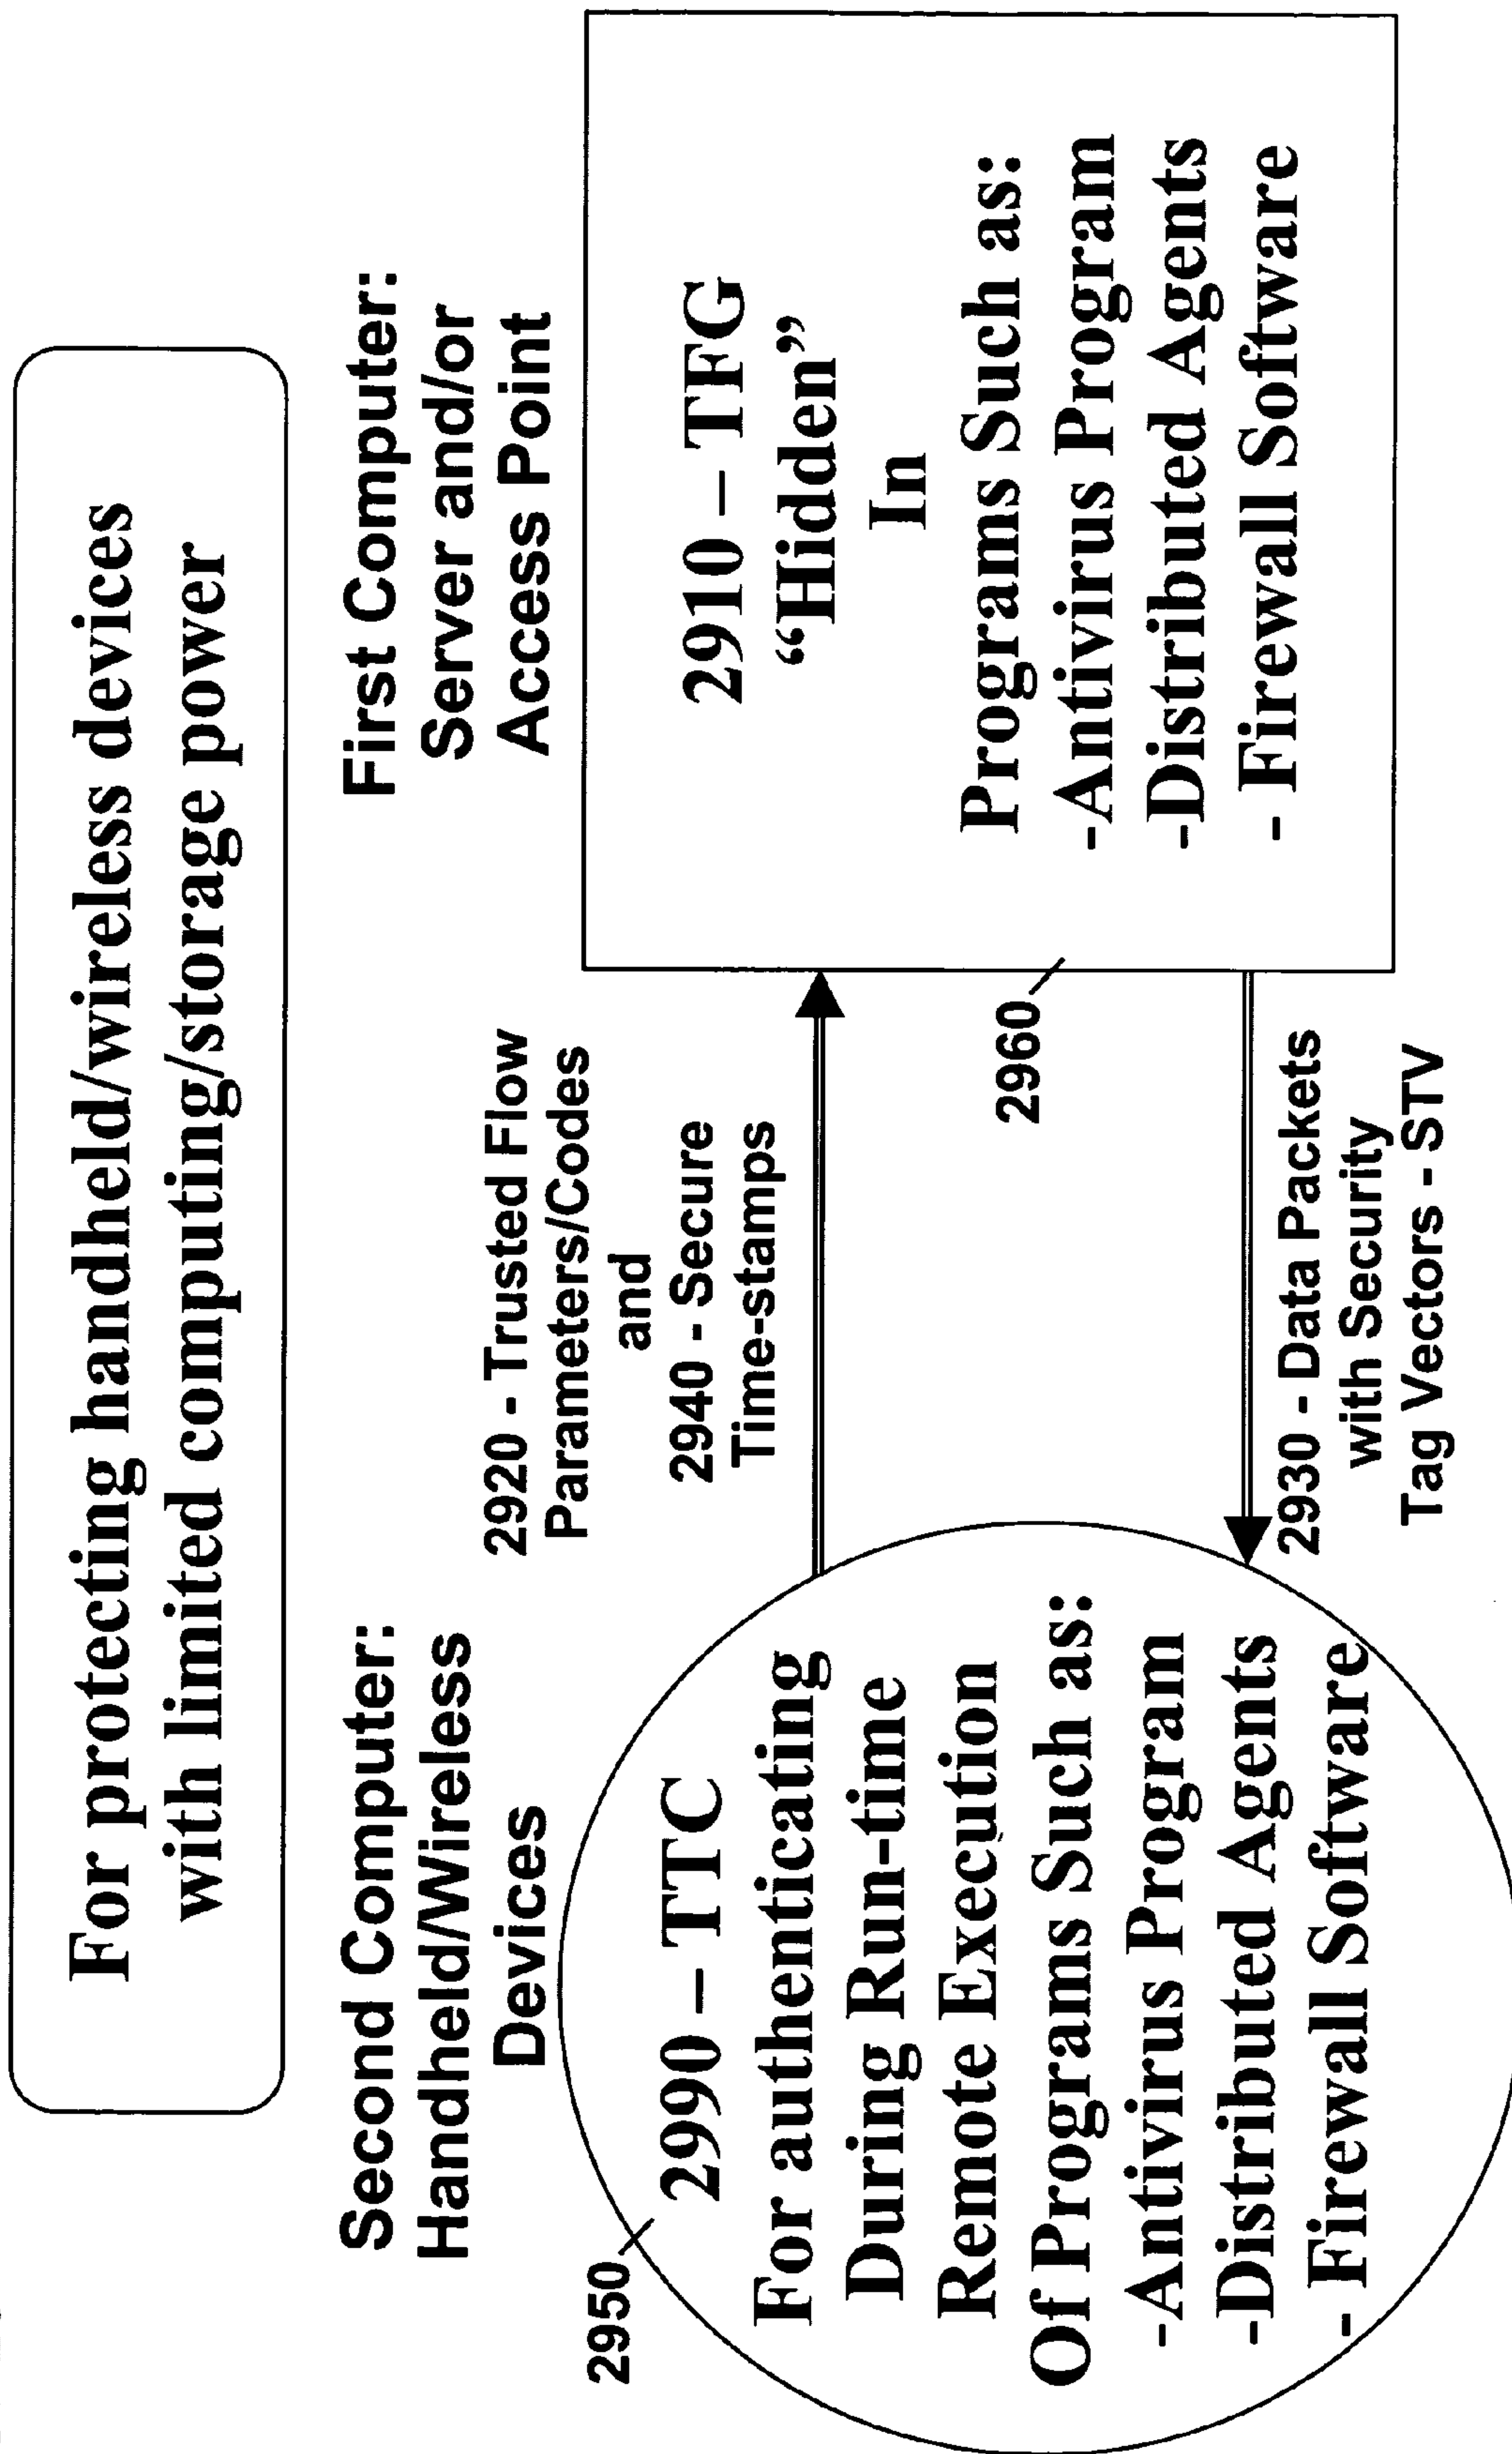 For protecting handheld/wireless devices
with limited computing/storage power
Second Computer:
Handheld/Wireless
Devices
2950
2990 – TTC
For authenticating
During Run-time
Remote Execution
Of Programs Such as:
-Antivirus Program
-Distributed Agents
- Firewall Software
2920 - Trusted Flow
Parameters/Codes
and
2940 - Secure
Time-stamps
2960
2930 - Data Packets
with Security
Tag Vectors - STV
First Computer:
Server and/or
Access Point
2910 – TFG
“Hidden”
In
Programs Such as:
-Antivirus Program
-Distributed Agents
- Firewall Software